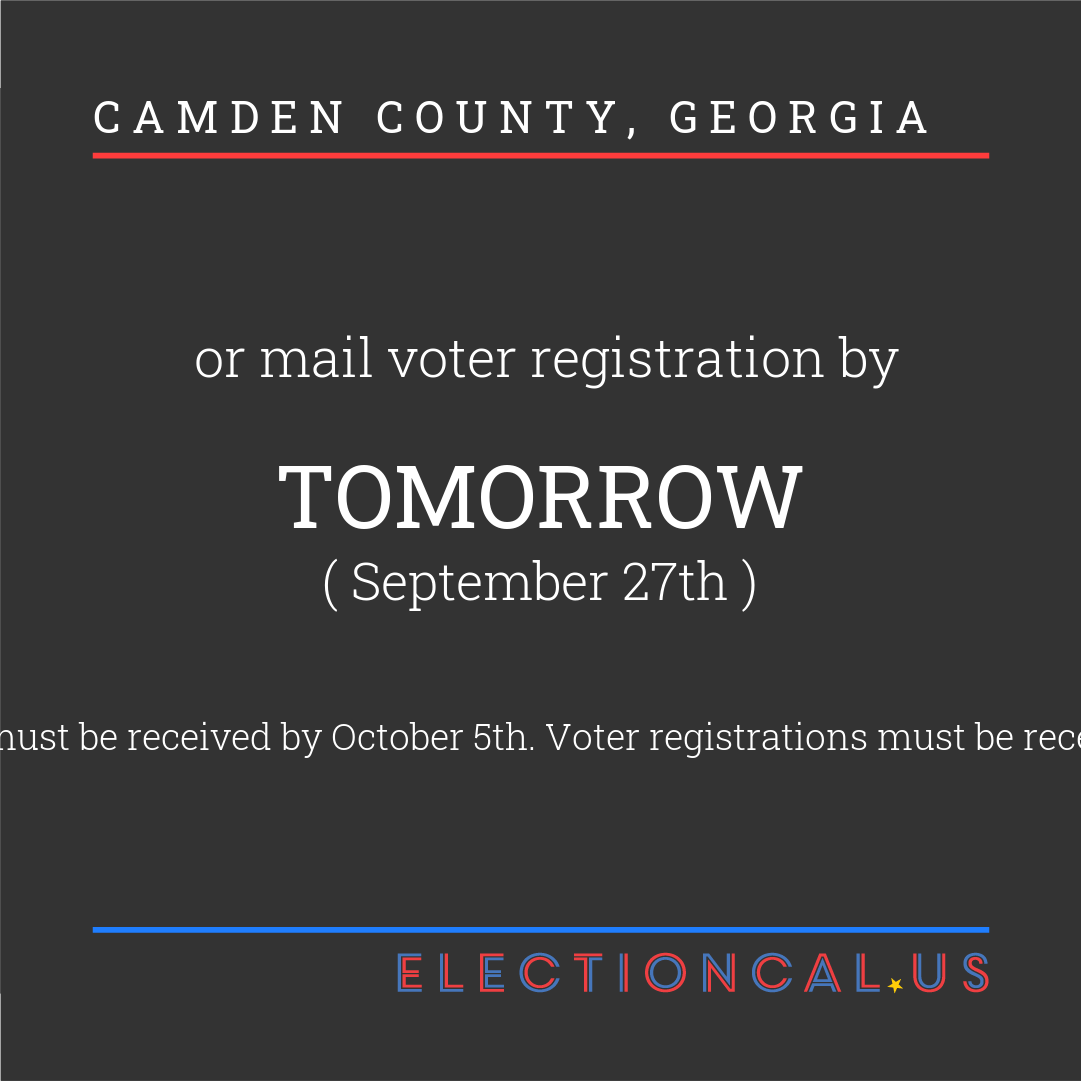 CAMDEN COUNTY, GEORGIA
or mail voter registration by
TOMORROW
( September 27th )
must be received by October 5th. Voter registrations must be
ELECTIONCAL.US